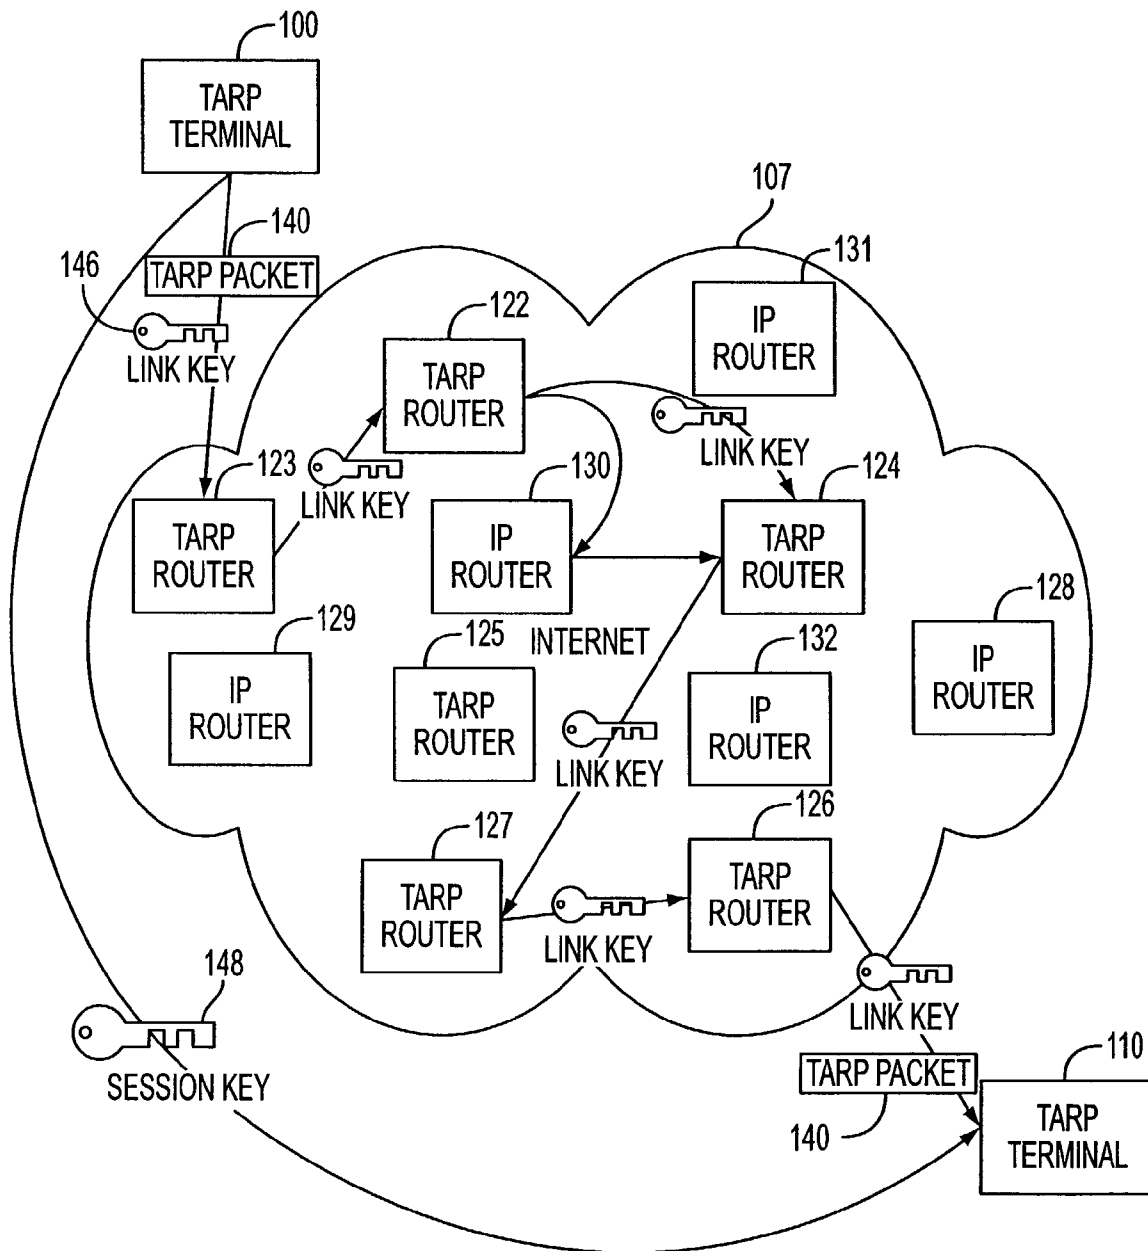 100
TARP
TERMINAL
107
140
TARP PACKET
146
LINK KEY
131
IP
ROUTER
122
TARP
ROUTER
LINK KEY
LINK KEY
123
TARP
ROUTER
130
IP
ROUTER
124
TARP
ROUTER
INTERNET
129
IP
ROUTER
125
TARP
ROUTER
132
IP
ROUTER
128
IP
ROUTER
LINK KEY
127
TARP
ROUTER
LINK KEY
126
TARP
ROUTER
LINK KEY
148
SESSION KEY
TARP PACKET
140
110
TARP
TERMINAL